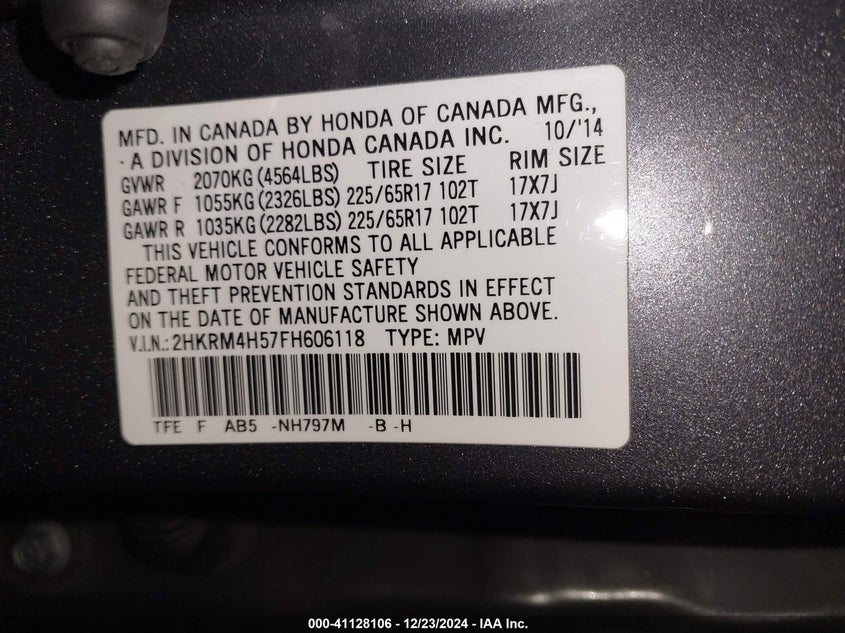 MFD. IN CANADA BY HONDA OF CANADA MFG.,
A DIVISION OF HONDA CANADA INC. 10/'14
GVWR 2070KG (4564LBS) TIRE SIZE RIM SIZE
GAWR F 1055KG (2326LBS) 225/65R17 102T 17X7J
GAWR R 1035KG (2282LBS) 225/65R17 102T 17X7J
THIS VEHICLE CONFORMS TO ALL APPLICABLE
FEDERAL MOTOR VEHICLE SAFETY
AND THEFT PREVENTION STANDARDS IN EFFECT
ON THE DATE OF MANUFACTURE SHOWN ABOVE.
V.I.N.: 2HKRM4H57FH606118 TYPE: MPV
TFE F AB5 -NH797M -B -H
000-41128106 - 12/23/2024 - IAA Inc.